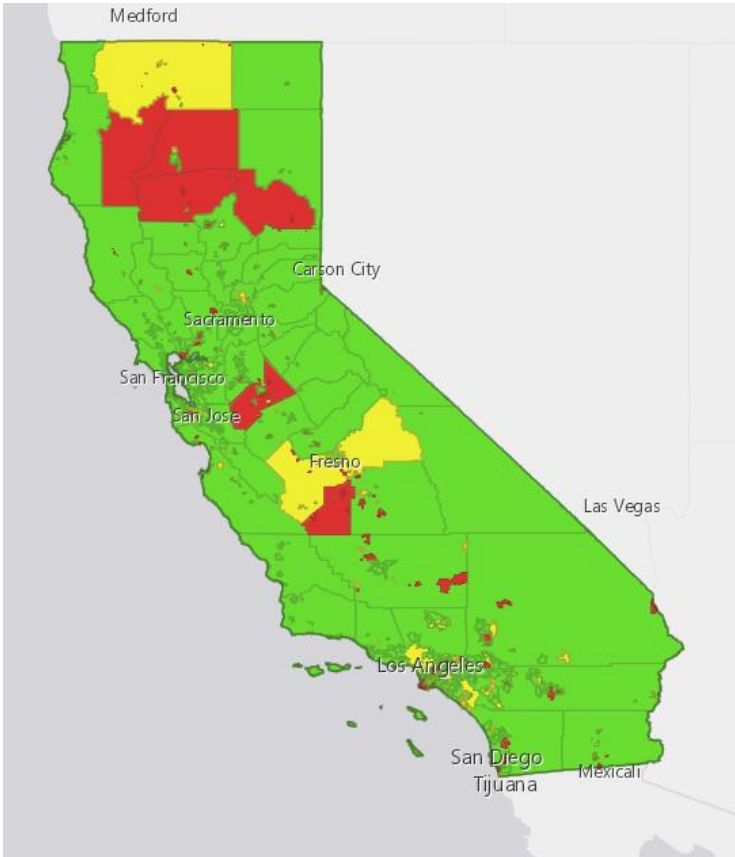 Medford
Carson City
Sacramento
San Francisco
San Jose
Fresno
Las Vegas
Los Angeles
San Diego
Mexicali
Tijuana